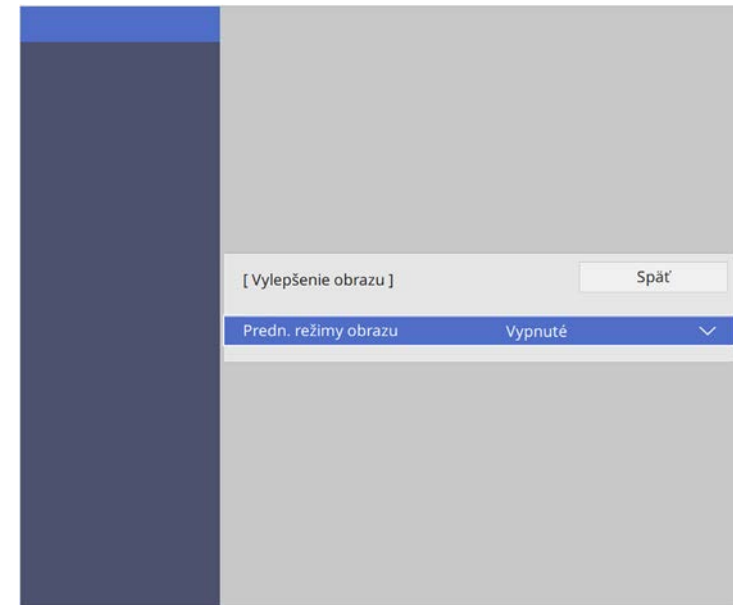 [ Vylepšenie obrazu ]
Späť
Predn. režimy obrazu
Vypnuté